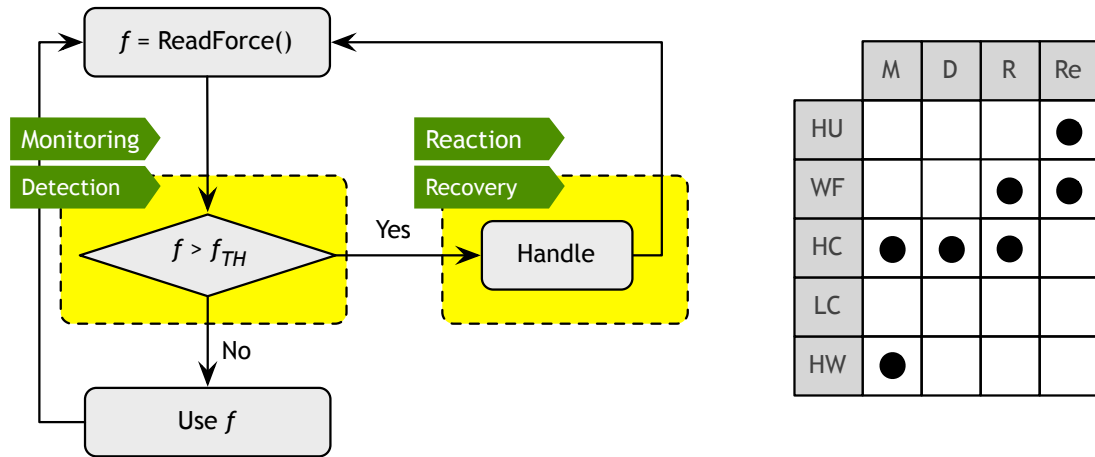 f = ReadForce()
Monitoring
Detection
f > fTH
Yes
No
Use f
Reaction
Recovery
Handle
M D R Re
HU
WF
HC
LC
HW